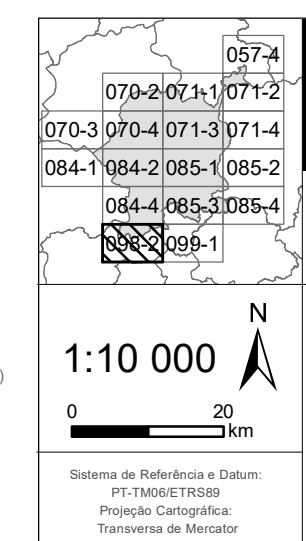 057-4
070-2 071-1 071-2
070-3 070-4 071-3 071-4
084-1 084-2 085-1 085-2
084-4 085-3 085-4
098-2 099-1
N
1:10 000
0 20
km
)
Sistema de Referência e Datum:
PT-TM06/ETRS89
Projeção Cartográfica:
Transversa de Mercator